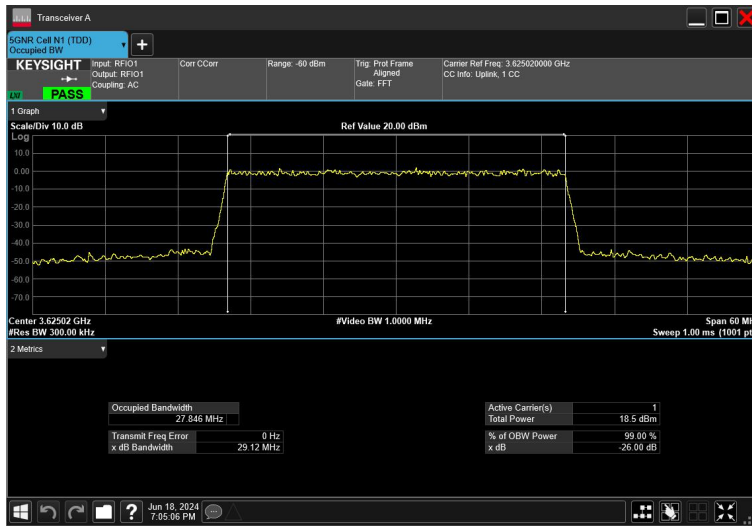 Transceiver A
5GNR Cell N1 (TDD)
Occupied BW
KEYSIGHT
LXI
PASS
Input: RFIO1
Output: RFIO1
Coupling: AC
Corr CCorr
Range: -60 dBm
Trig: Prot Frame
Aligned
Gate: FFT
Carrier Ref Freq: 3.625020000 GHz
CC Info: Uplink, 1 CC
1 Graph
Scale/Div 10.0 dB
Ref Value 20.00 dBm
Log
10.0
0.00
-10.0
-20.0
-30.0
-40.0
-50.0
-60.0
-70.0
Center 3.62502 GHz
#Video BW 1.0000 MHz
Span 60 MH
#Res BW 300.00 kHz
Sweep 1.00 ms (1001 pt
2 Metrics
Occupied Bandwidth
27.846 MHz
Transmit Freq Error 0 Hz
x dB Bandwidth 29.12 MHz
Active Carrier(s) 1
Total Power 18.5 dBm
% of OBW Power 99.00 %
x dB -26.00 dB
?
Jun 18, 2024
7:05:06 PM